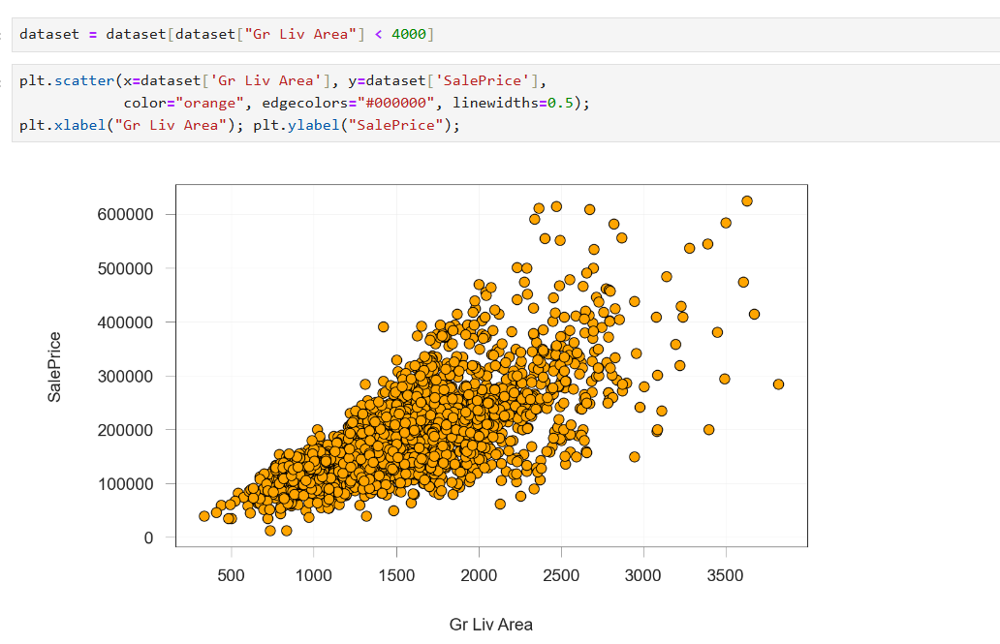 dataset = dataset[dataset["Gr Liv Area"] < 4000]
plt.scatter(x=dataset['Gr Liv Area'], y=dataset['SalePrice'],
            color="orange", edgecolors="#000000", linewidths=0.5);
plt.xlabel("Gr Liv Area"); plt.ylabel("SalePrice");
600000
500000
400000
300000
200000
100000
0
SalePrice
500 1000 1500 2000 2500 3000 3500
Gr Liv Area